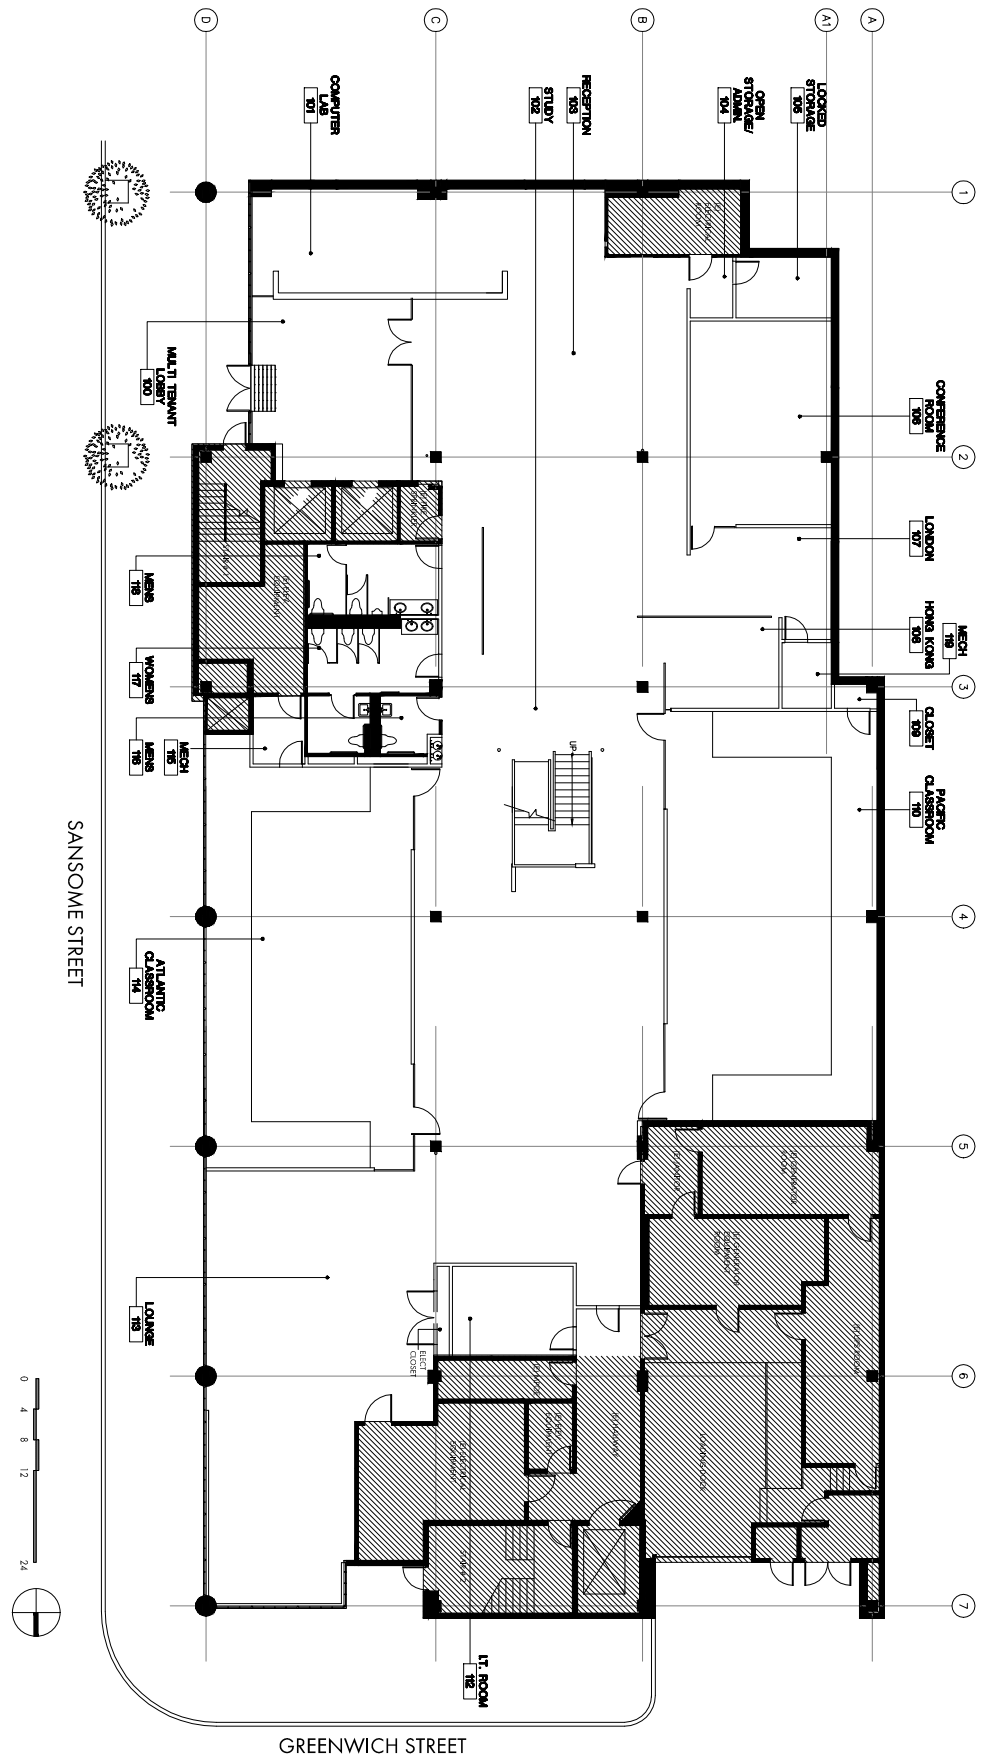 D
C
B
A1
A
1
2
3
4
5
6
7
COMPUTER
LAB
101
STUDY
102
RECEPTION
103
OPEN
STORAGE/
ADMIN.
104
LOCKED
STORAGE
105
CONFERENCE
ROOM
106
LONDON
107
HONG KONG
108
MECH
119
CLOSET
109
PACIFIC
CLASSROOM
110
MULTI TENANT
LOBBY
100
MENS
118
WOMENS
117
MENS
116
MECH
115
ATLANTIC
CLASSROOM
114
LOUNGE
113
I.T. ROOM
112
UP
ELECT
CLOSET
LOADING DOCK
0
4
8
12
24
SANSOME STREET
GREENWICH STREET